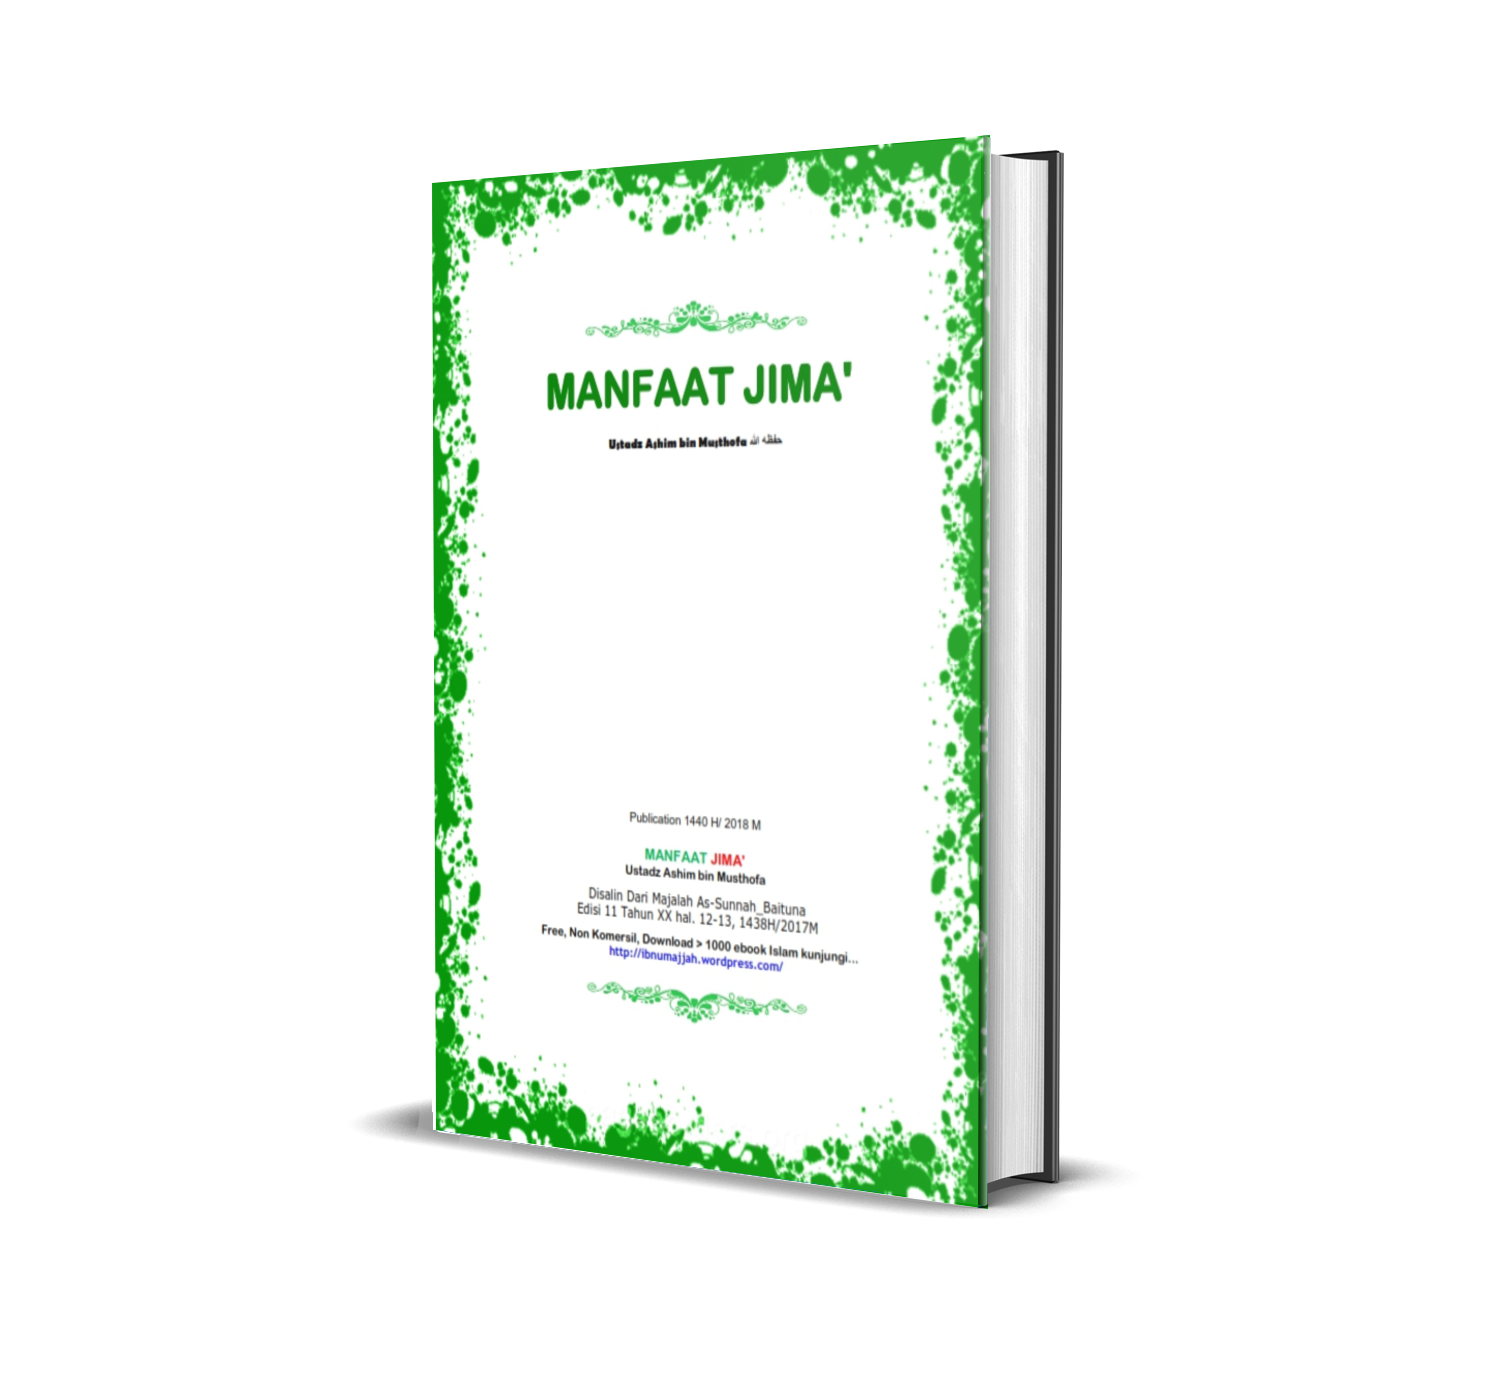 MANFAAT JIMA'
Ustadz Ashim bin Musthofa حفظه الله
Publication 1440 H/ 2018 M
MANFAAT JIMA'
Ustadz Ashim bin Musthofa
Disalin Dari Majalah As-Sunnah_Baituna
Edisi 11 Tahun XX hal. 12-13, 1438H/2017M
Free, Non Komersil, Download > 1000 ebook Islam kunjungi...
http://ibnumajjah.wordpress.com/